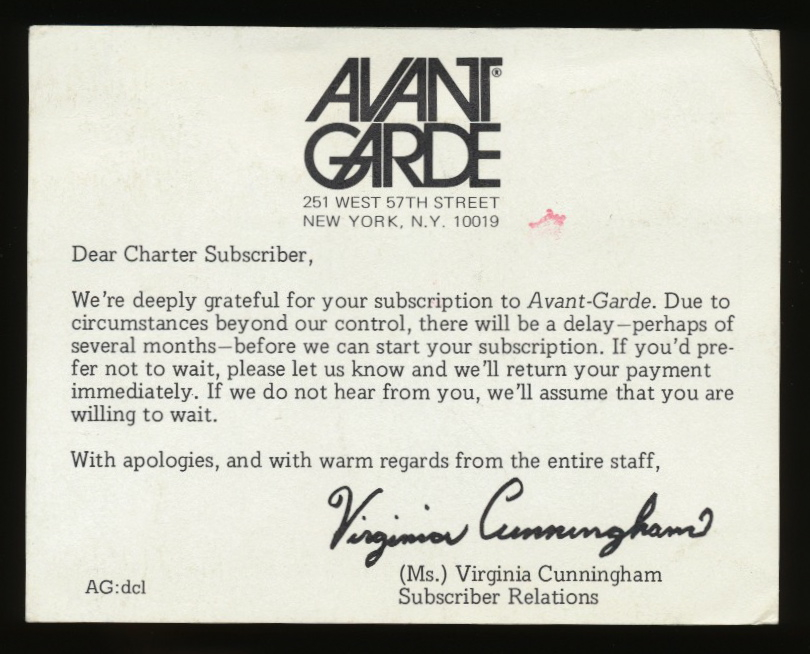 AVANT®
GARDE
251 WEST 57TH STREET
NEW YORK, N.Y. 10019
Dear Charter Subscriber,
We're deeply grateful for your subscription to Avant-Garde. Due to
circumstances beyond our control, there will be a delay—perhaps of
several months—before we can start your subscription. If you'd pre-
fer not to wait, please let us know and we'll return your payment
immediately. If we do not hear from you, we'll assume that you are
willing to wait.
With apologies, and with warm regards from the entire staff,
Virginia Cunningham
(Ms.) Virginia Cunningham
AG:dcl
Subscriber Relations